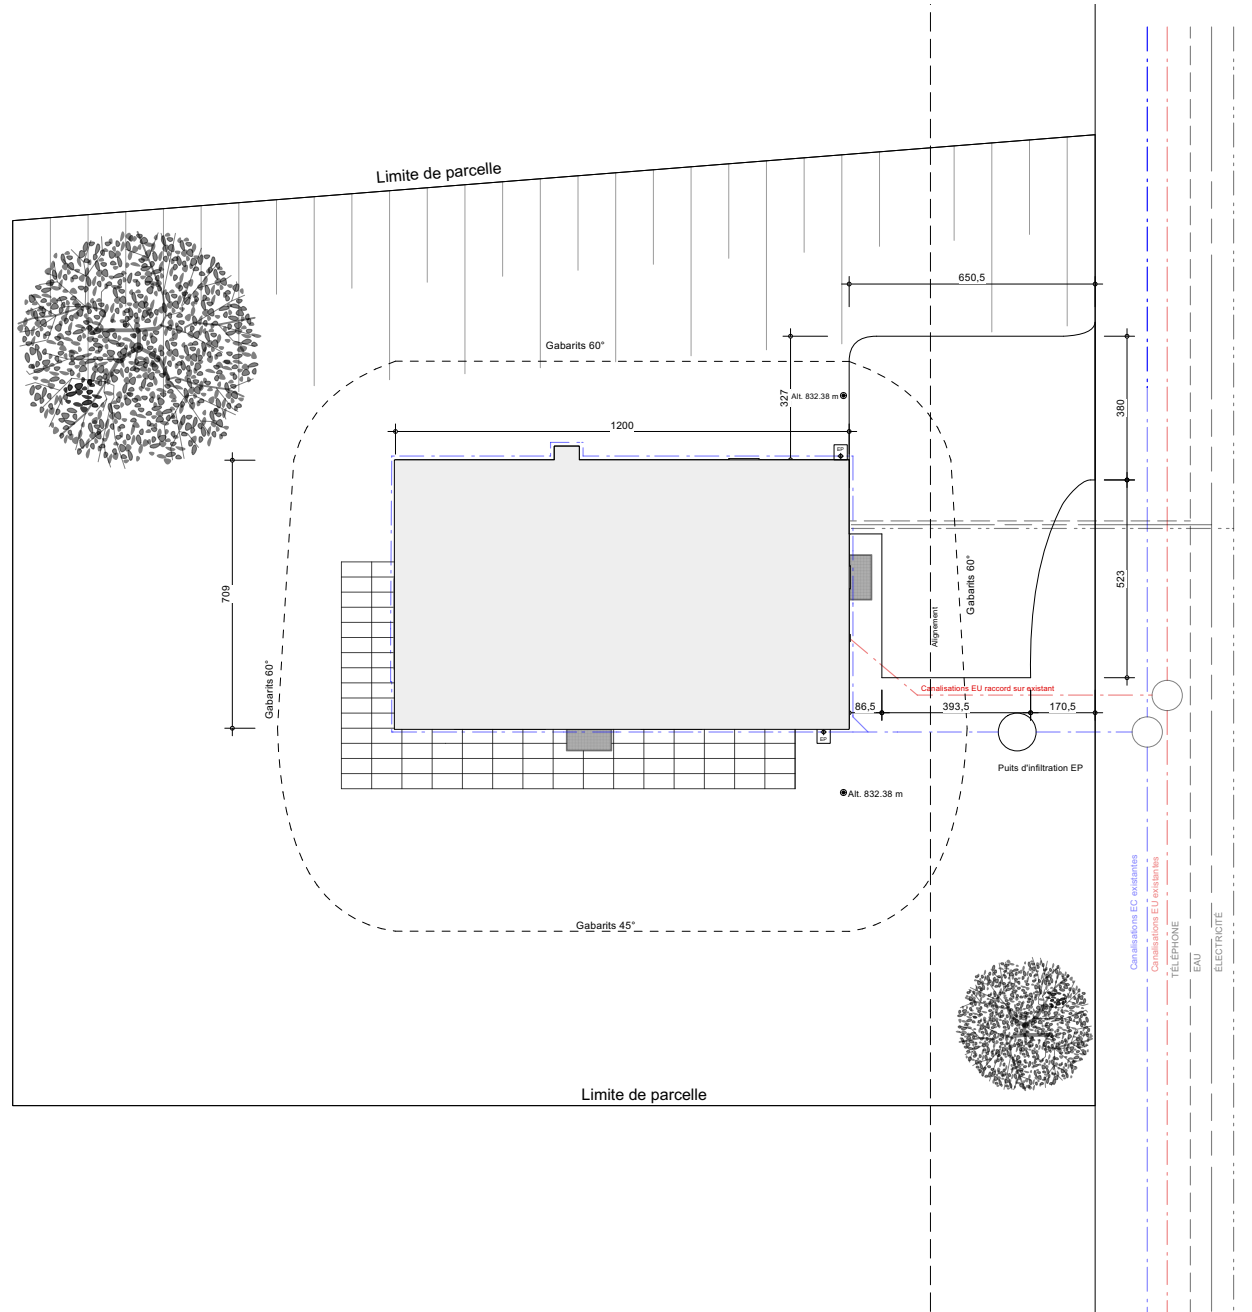 Limite de parcelle
650,5
Gabarits 60°
327
Alt. 832.38 m
380
1200
EP
709
Gabarits 60°
Alignement
523
Gabarits 60°
Canalisations EU raccord sur existant
86,5
393,5
170,5
EP
Puits d'infiltration EP
Alt. 832.38 m
Gabarits 45°
Canalisations EC existantes
Canalisations EU existantes
TÉLÉPHONE
EAU
ÉLECTRICITÉ
Limite de parcelle